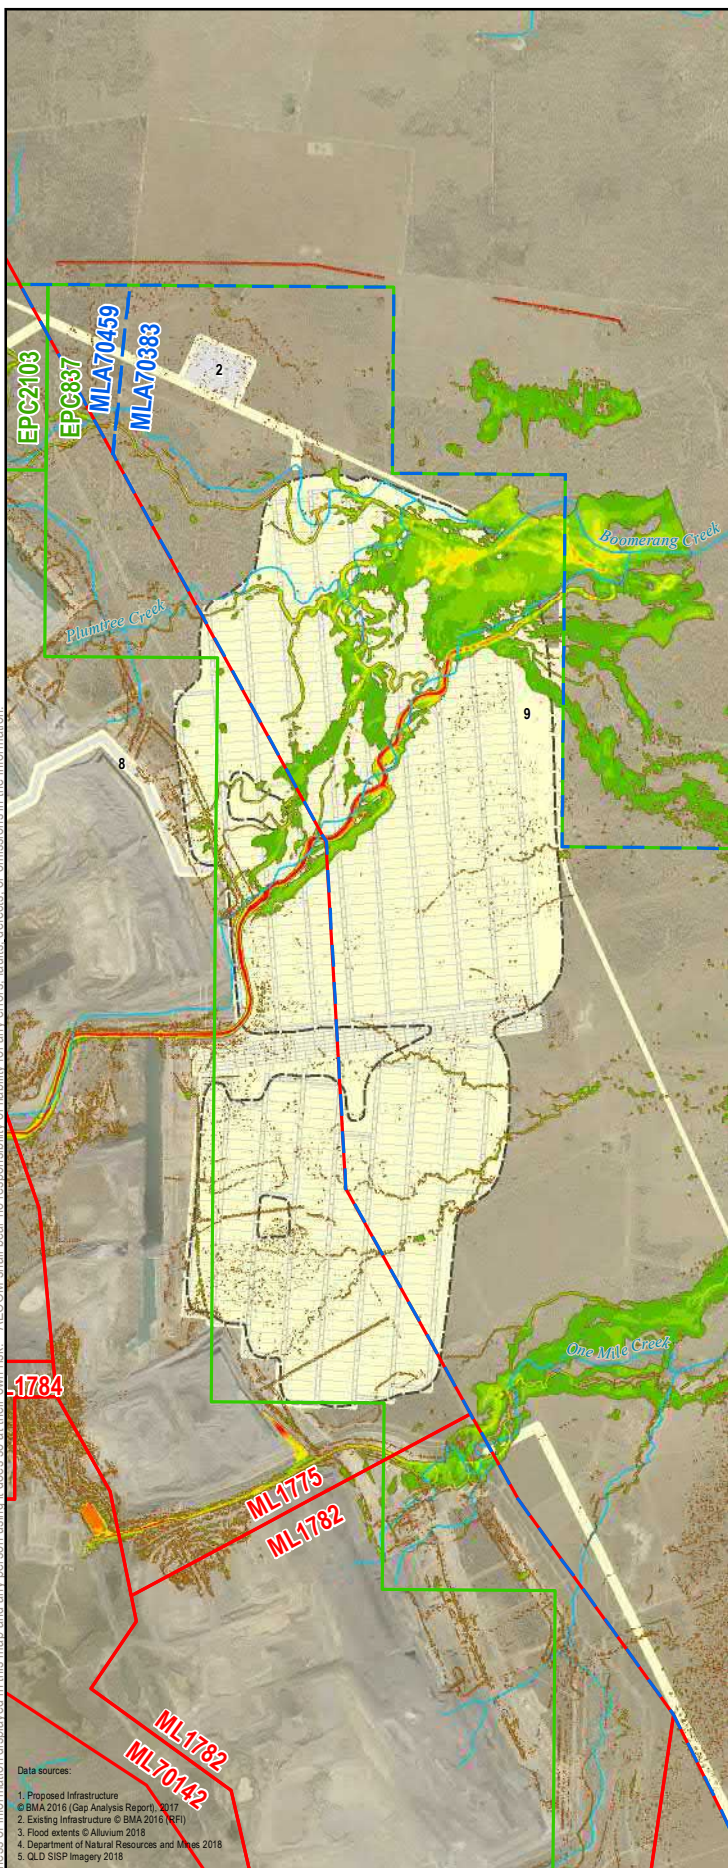 EPC2103
EPC837
MLA70459
MLA70383
2
Boomerang Creek
Plumtree Creek
9
8
One Mile Creek
L1784
ML1775
ML1782
ML1782
ML70142
Data sources:
1. Proposed Infrastructure
© BMA 2016 (Gap Analysis Report), 2017
2. Existing Infrastructure © BMA 2016 (RFI)
3. Flood extents © Alluvium 2018
4. Department of Natural Resources and Mines 2018
5. QLD SISP Imagery 2018